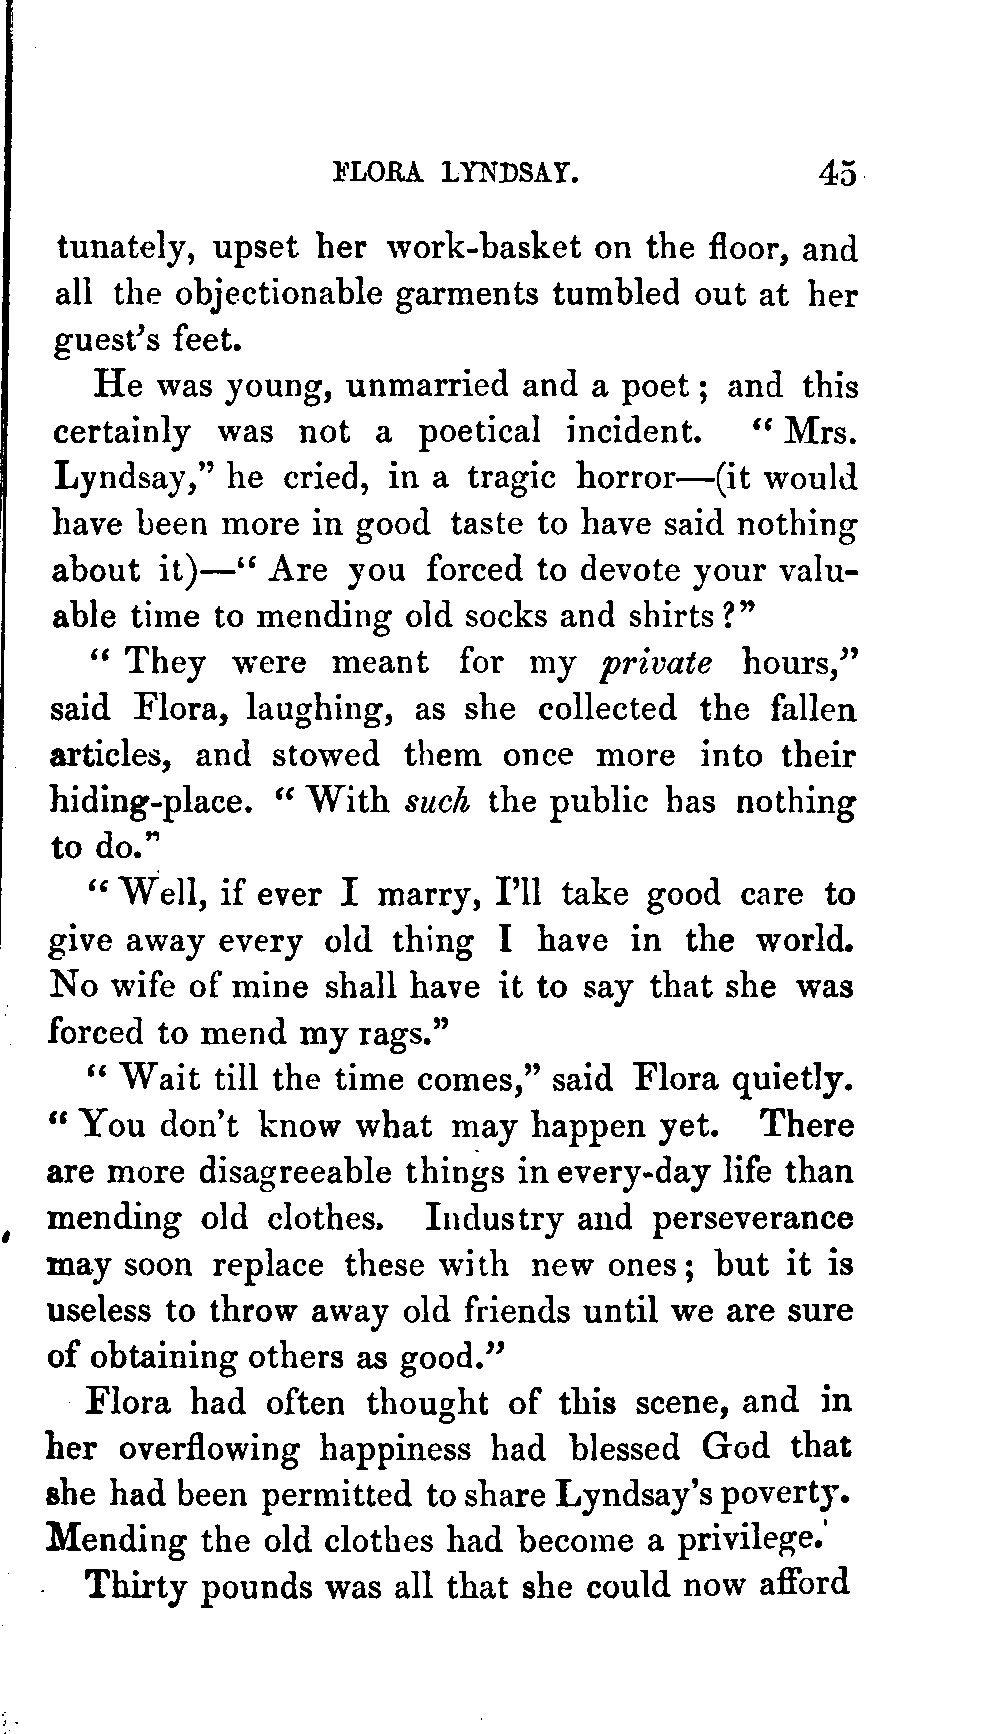 FLORA LYNDSAY. 45
tunately, upset her work-basket on the floor, and
all the objectionable garments tumbled out at her
guest's feet.
He was young, unmarried and a poet; and this
certainly was not a poetical incident. "Mrs.
Lyndsay," he cried, in a tragic horror—(it would
have been more in good taste to have said nothing
about it)—"Are you forced to devote your valu-
able time to mending old socks and shirts?"
"They were meant for my private hours,"
said Flora, laughing, as she collected the fallen
articles, and stowed them once more into their
hiding-place. "With such the public has nothing
to do."
"Well, if ever I marry, I'll take good care to
give away every old thing I have in the world.
No wife of mine shall have it to say that she was
forced to mend my rags."
"Wait till the time comes," said Flora quietly.
"You don't know what may happen yet. There
are more disagreeable things in every-day life than
mending old clothes. Industry and perseverance
may soon replace these with new ones; but it is
useless to throw away old friends until we are sure
of obtaining others as good."
Flora had often thought of this scene, and in
her overflowing happiness had blessed God that
she had been permitted to share Lyndsay's poverty.
Mending the old clothes had become a privilege.
Thirty pounds was all that she could now afford